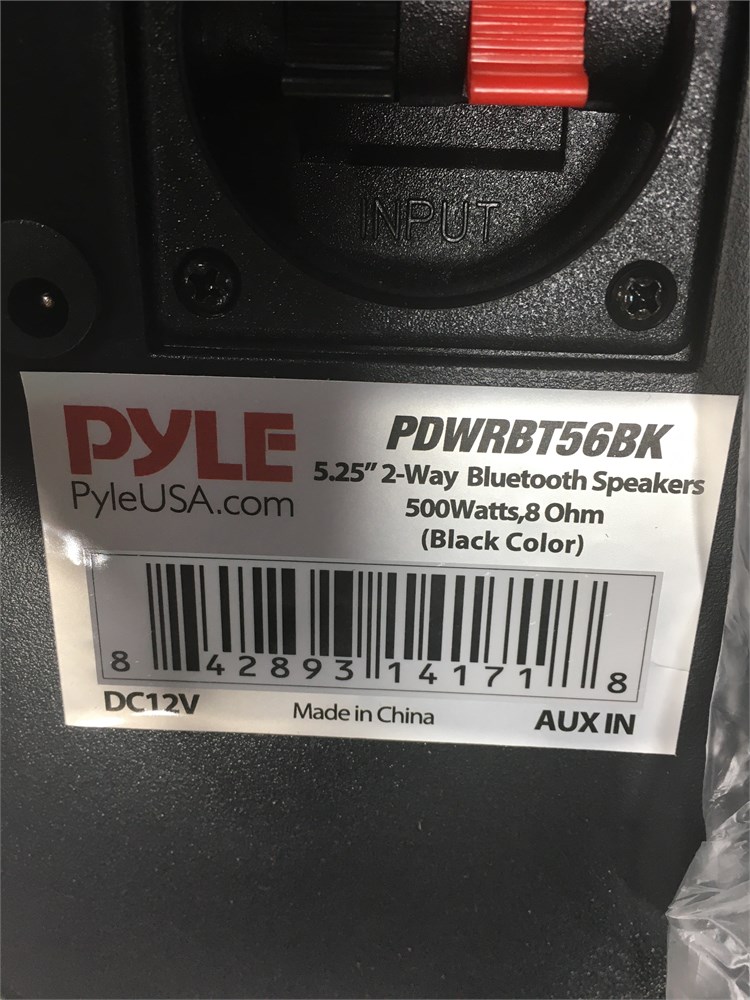 INPUT
PYLE
PyleUSA.com
PDWRBT56BK
5.25” 2-Way Bluetooth Speakers
500Watts,8 Ohm
(Black Color)
8 42893 14171 8
DC12V
Made in China
AUX IN